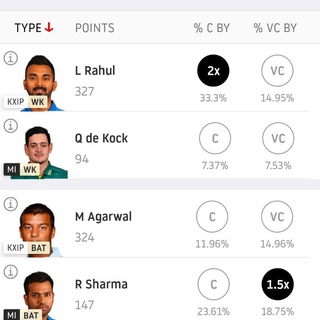 TYPE POINTS % C BY % VC BY
i
L Rahul 2x VC
327
KXIP WK 33.3% 14.95%
i
Q de Kock C VC
94
MI WK 7.37% 7.53%
i
M Agarwal C VC
324
KXIP BAT 11.96% 14.96%
i
R Sharma C 1.5x
147
MI BAT 23.61% 18.75%